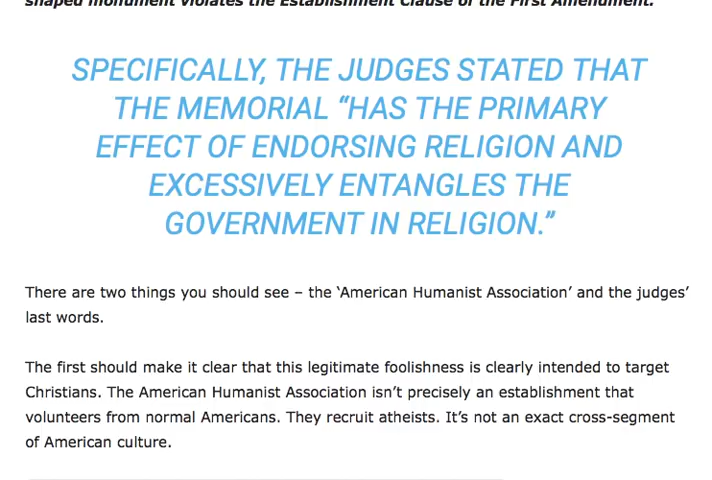 shaped monument violates the Establishment Clause of the First Amendment.
SPECIFICALLY, THE JUDGES STATED THAT
THE MEMORIAL “HAS THE PRIMARY
EFFECT OF ENDORSING RELIGION AND
EXCESSIVELY ENTANGLES THE
GOVERNMENT IN RELIGION.”
There are two things you should see – the ‘American Humanist Association’ and the judges’
last words.
The first should make it clear that this legitimate foolishness is clearly intended to target
Christians. The American Humanist Association isn’t precisely an establishment that
volunteers from normal Americans. They recruit atheists. It’s not an exact cross-segment
of American culture.